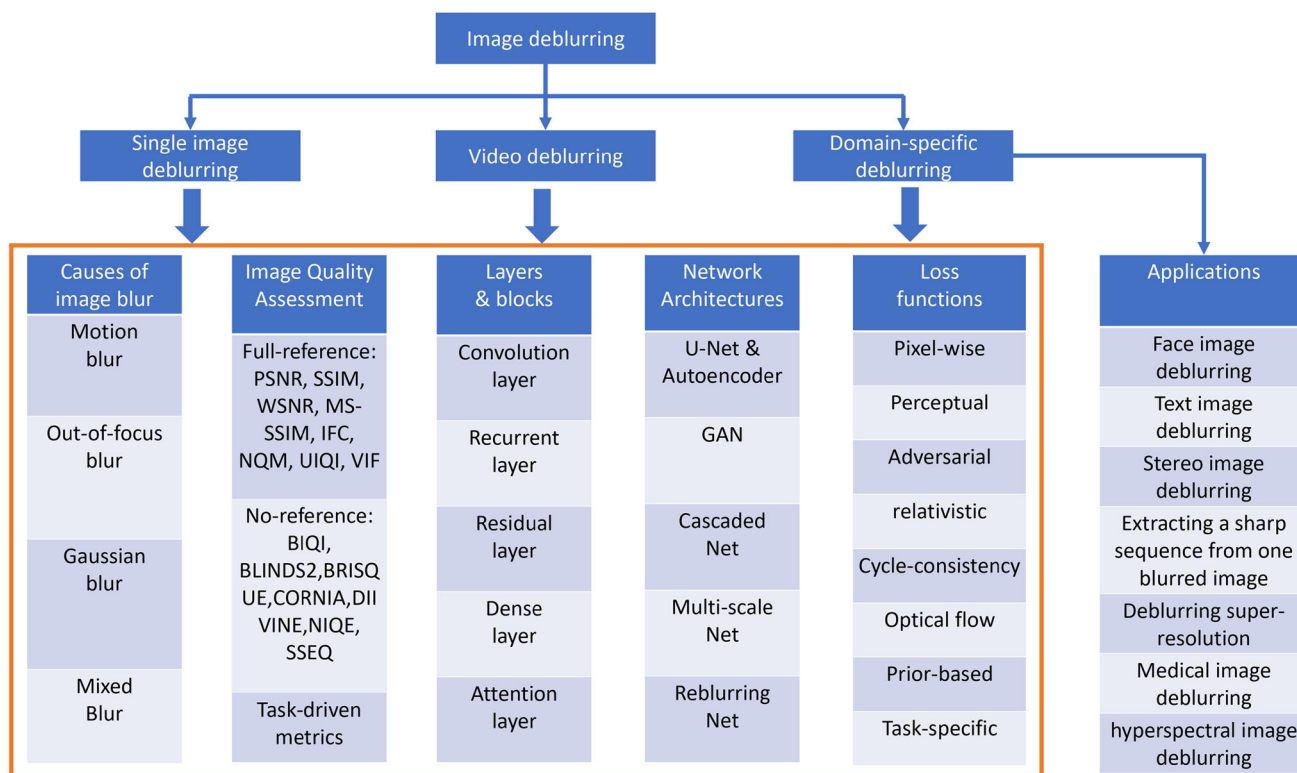 Image deblurring
Single image
deblurring
Video deblurring
Domain-specific
deblurring
Causes of
image blur
Motion
blur
Out-of-focus
blur
Gaussian
blur
Mixed
Blur
Image Quality
Assessment
Full-reference:
PSNR, SSIM,
WSNR, MS-
SSIM, IFC,
NQM, UIQI, VIF
No-reference:
BIQI,
BLINDS2,BRISQ
UE,CORNIA,DII
VINE,NIQE,
SSEQ
Task-driven
metrics
Layers
& blocks
Convolution
layer
Recurrent
layer
Residual
layer
Dense
layer
Attention
layer
Network
Architectures
U-Net &
Autoencoder
GAN
Cascaded
Net
Multi-scale
Net
Reblurring
Net
Loss
functions
Pixel-wise
Perceptual
Adversarial
relativistic
Cycle-consistency
Optical flow
Prior-based
Task-specific
Applications
Face image
deblurring
Text image
deblurring
Stereo image
deblurring
Extracting a sharp
sequence from one
blurred image
Deblurring super-
resolution
Medical image
deblurring
hyperspectral image
deblurring